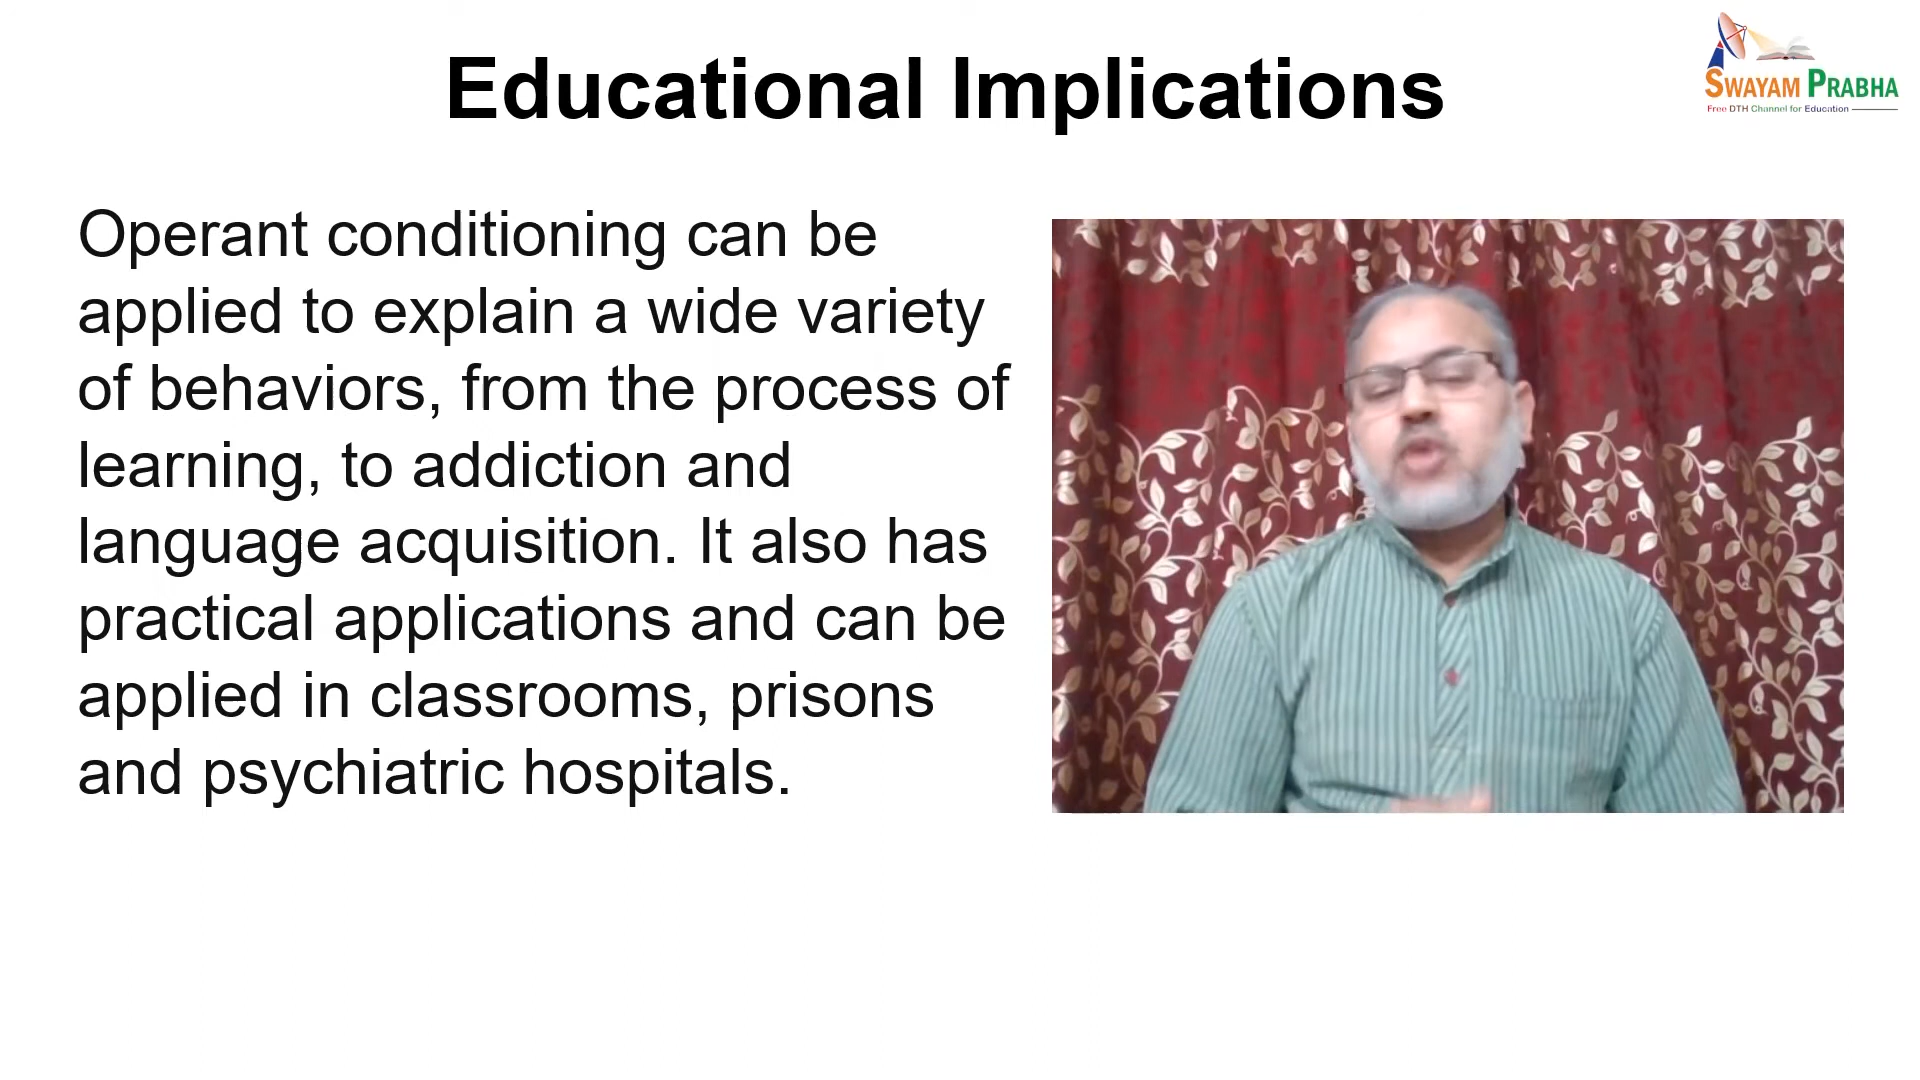 Educational Implications
SWAYAM PRABHA
Free DTH Channel for Education
Operant conditioning can be
applied to explain a wide variety
of behaviors, from the process of
learning, to addiction and
language acquisition. It also has
practical applications and can be
applied in classrooms, prisons
and psychiatric hospitals.